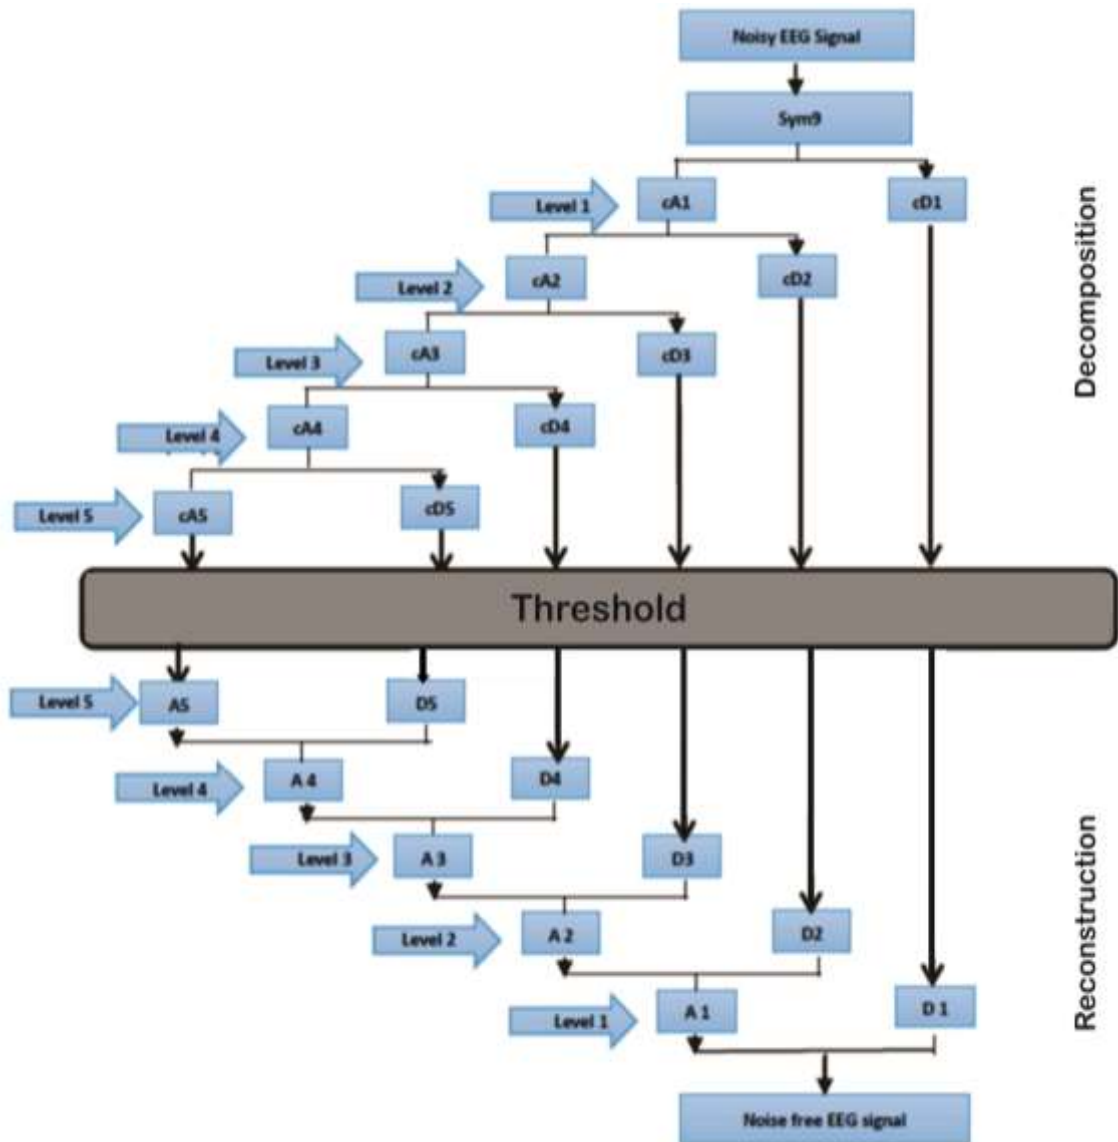 Noisy EEG Signal
Sym9
Level 1
cA1
cD1
Decomposition
Level 2
cA2
cD2
Level 3
cA3
cD3
Level 4
cA4
cD4
Level 5
cA5
cD5
Threshold
Level 5
A5
D5
Level 4
A 4
D4
Level 3
A 3
D3
Level 2
A 2
D2
Level 1
A 1
D 1
Reconstruction
Noise free EEG signal